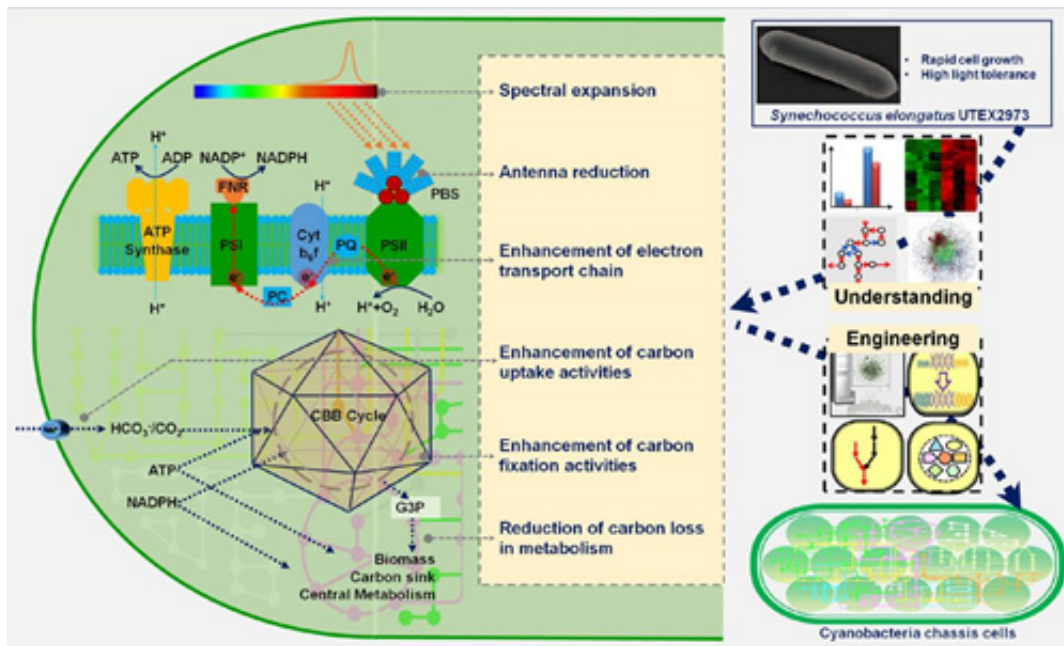 Spectral expansion
Antenna reduction
Enhancement of electron
transport chain
Enhancement of carbon
uptake activities
Enhancement of carbon
fixation activities
Reduction of carbon loss
in metabolism
H⁺
ATP
ADP
NADP⁺
NADPH
FNR
PBS
H⁺
ATP
Synthase
PSI
Cyt
b₆f
PQ
PSII
e⁻
e⁻
e⁻
PC
H⁺
H⁺
H⁺+O₂
H₂O
CBB Cycle
HCO₃⁻/CO₂
ATP
NADPH
G3P
Biomass
Carbon sink
Central Metabolism
• Rapid cell growth
• High light tolerance
Synechococcus elongatus UTEX2973
Understanding
Engineering
Cyanobacteria chassis cells